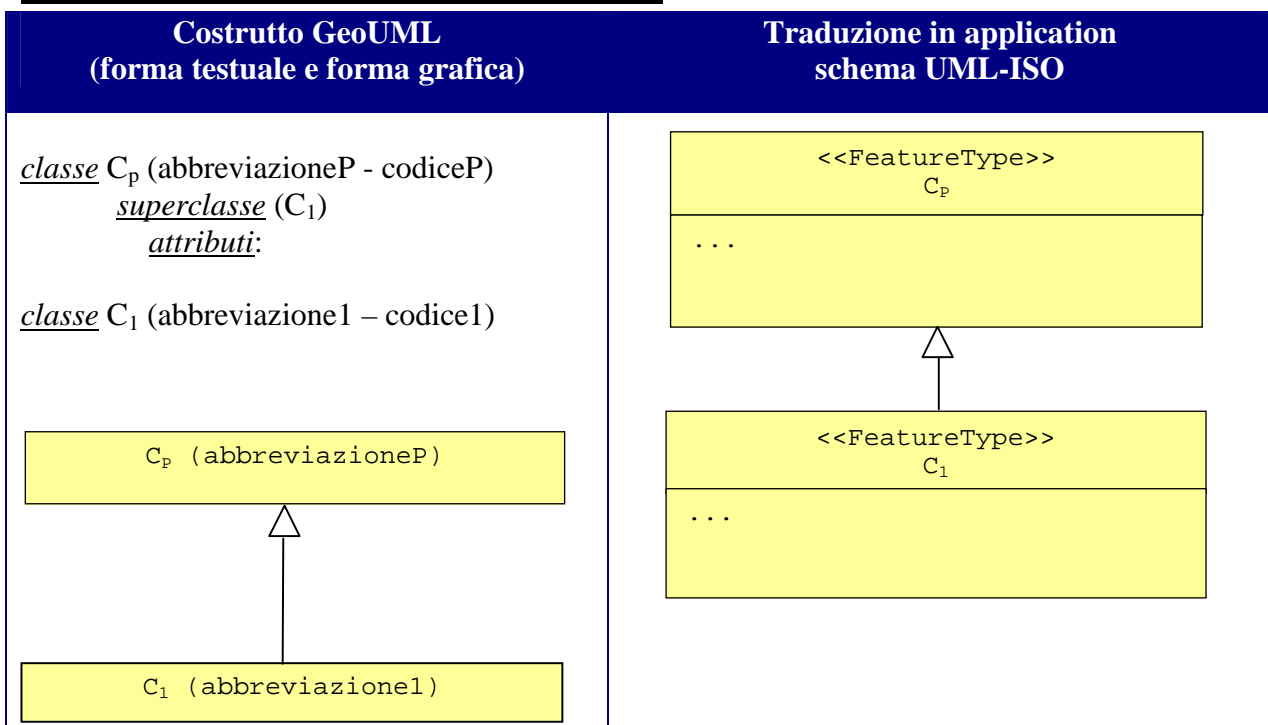 Costrutto GeoUML
(forma testuale e forma grafica)
Traduzione in application
schema UML-ISO
classe Cp (abbreviazioneP - codiceP)
superclasse (C1)
attributi:
classe C1 (abbreviazione1 – codice1)
CP (abbreviazioneP)
C1 (abbreviazione1)
<<FeatureType>>
CP
...
<<FeatureType>>
C1
...